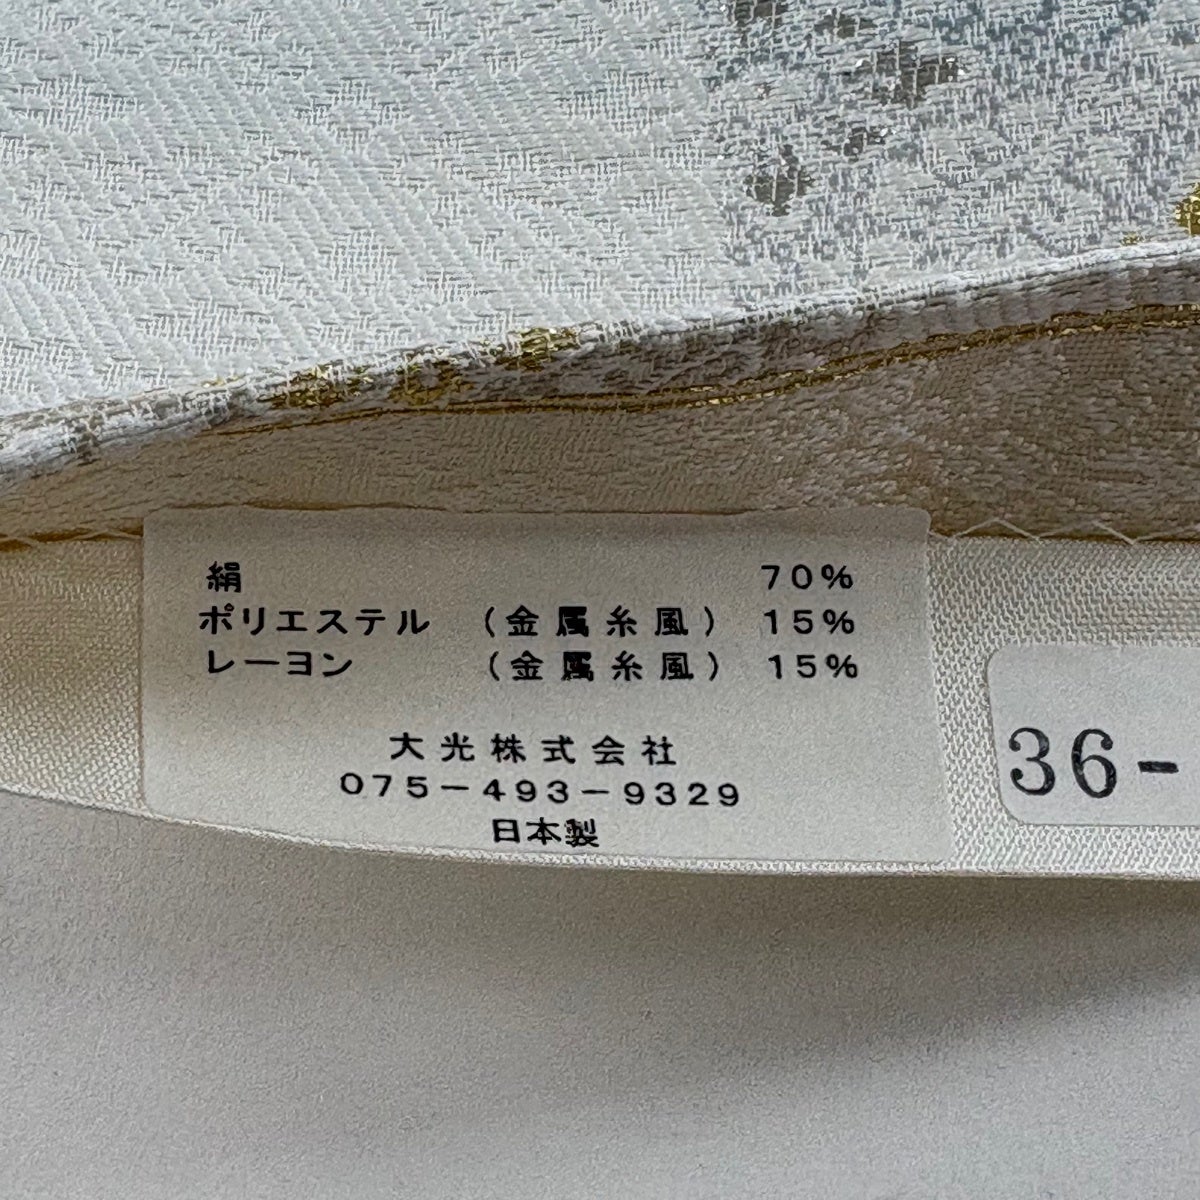 絹 70%
ポリエステル (金属糸風) 15%
レーヨン (金属糸風) 15%
大光株式会社
075-493-9329
日本製
36-